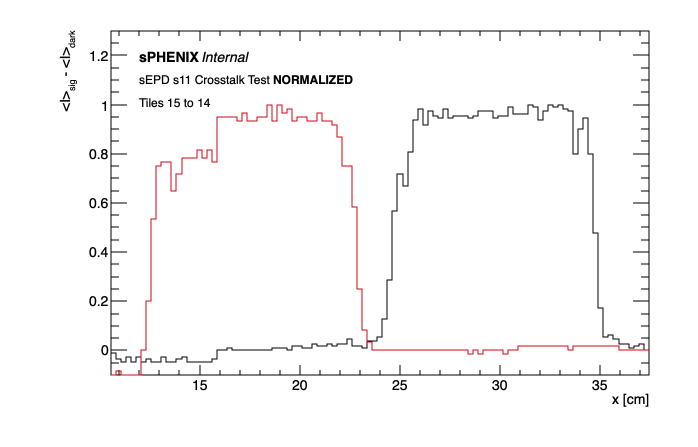 <I>sig - <I>dark
sPHENIX Internal
sEPD s11 Crosstalk Test NORMALIZED
Tiles 15 to 14
1.2
1
0.8
0.6
0.4
0.2
0
15 20 25 30 35
x [cm]